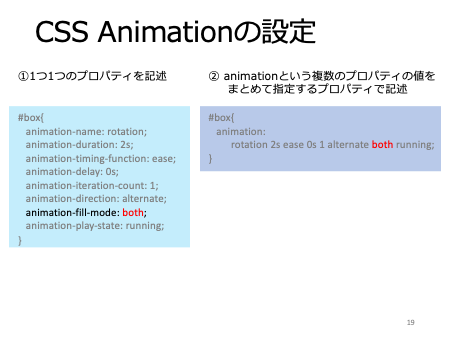 CSS Animationの設定
①1つ1つのプロパティを記述
#box{
animation-name: rotation;
animation-duration: 2s;
animation-timing-function: ease;
animation-delay: 0s;
animation-iteration-count: 1;
animation-direction: alternate;
animation-fill-mode: both;
animation-play-state: running;
}
② animationという複数のプロパティの値を
まとめて指定するプロパティで記述
#box{
animation:
rotation 2s ease 0s 1 alternate both running;
}
19